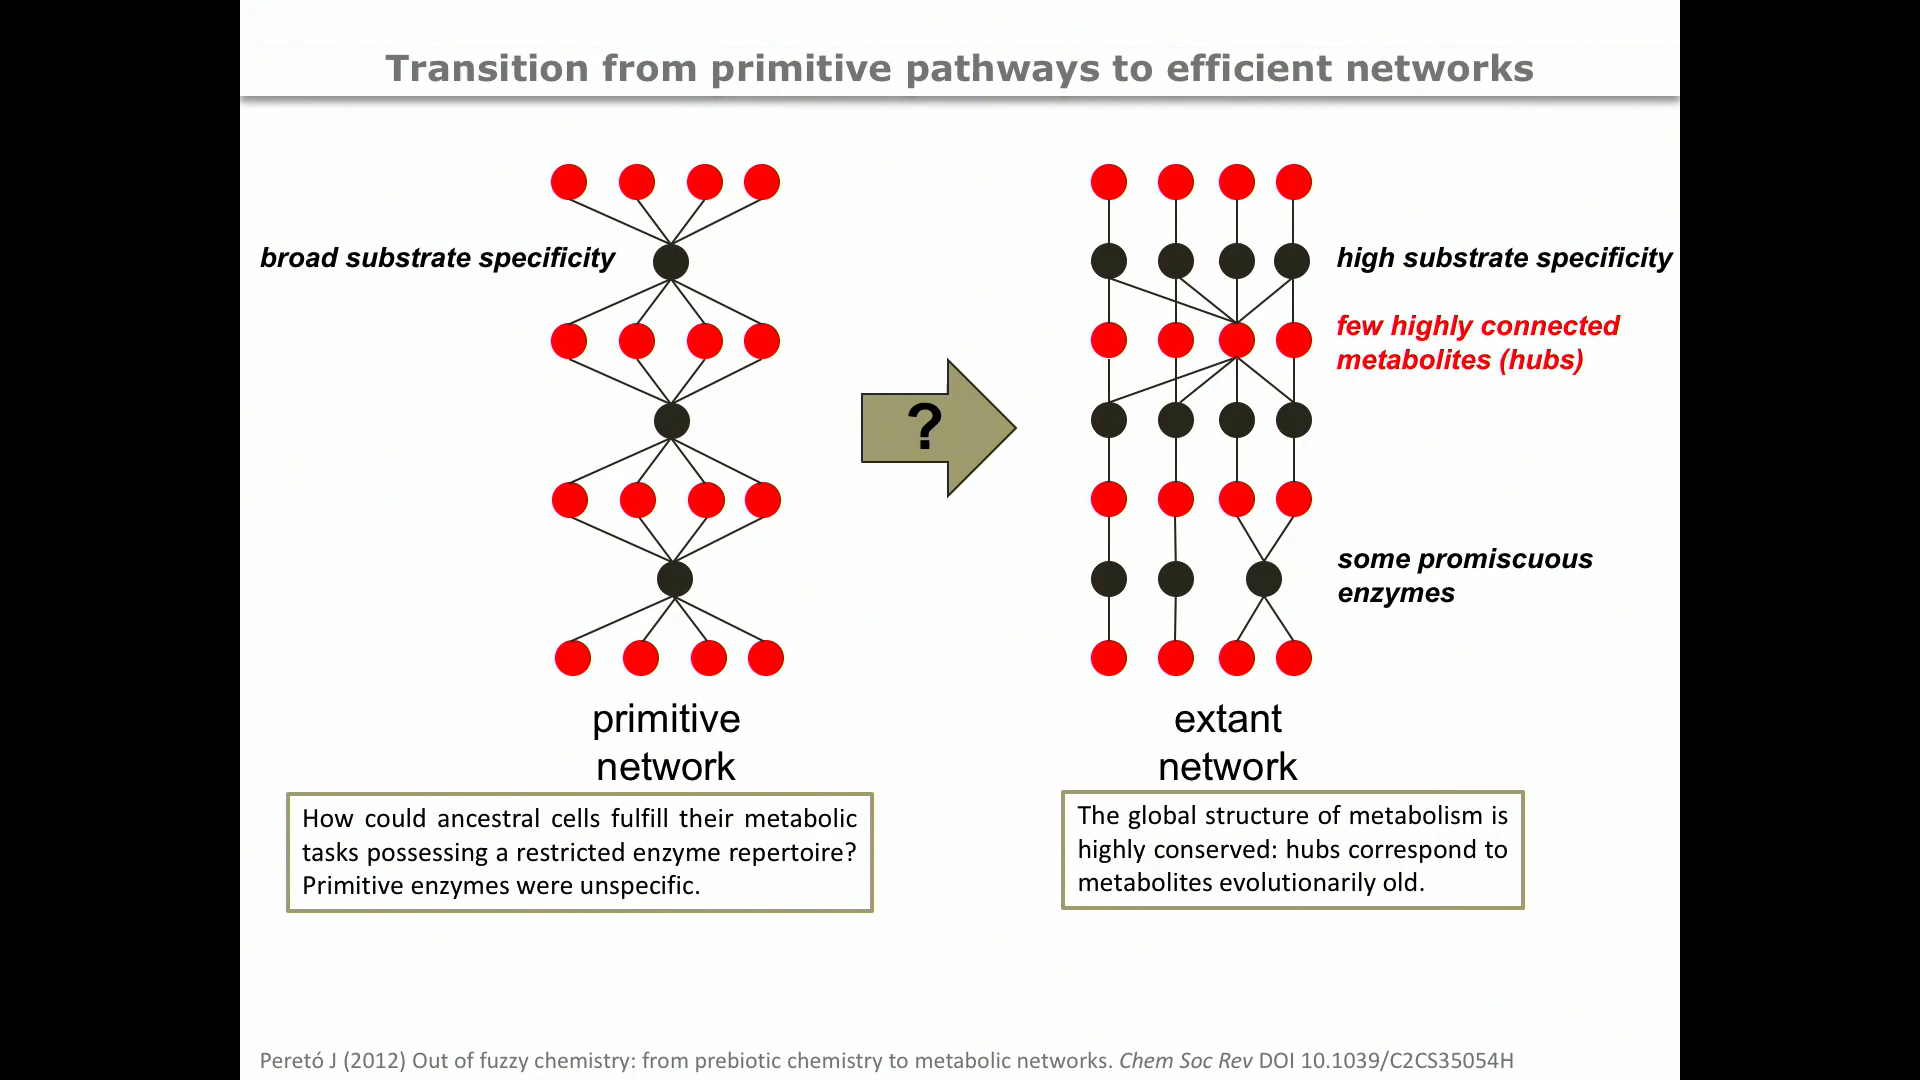 Transition from primitive pathways to efficient networks
broad substrate specificity
high substrate specificity
few highly connected
metabolites (hubs)
?
some promiscuous
enzymes
primitive
network
extant
network
How could ancestral cells fulfill their metabolic
tasks possessing a restricted enzyme repertoire?
Primitive enzymes were unspecific.
The global structure of metabolism is
highly conserved: hubs correspond to
metabolites evolutionarily old.
Peretó J (2012) Out of fuzzy chemistry: from prebiotic chemistry to metabolic networks. Chem Soc Rev DOI 10.1039/C2CS35054H